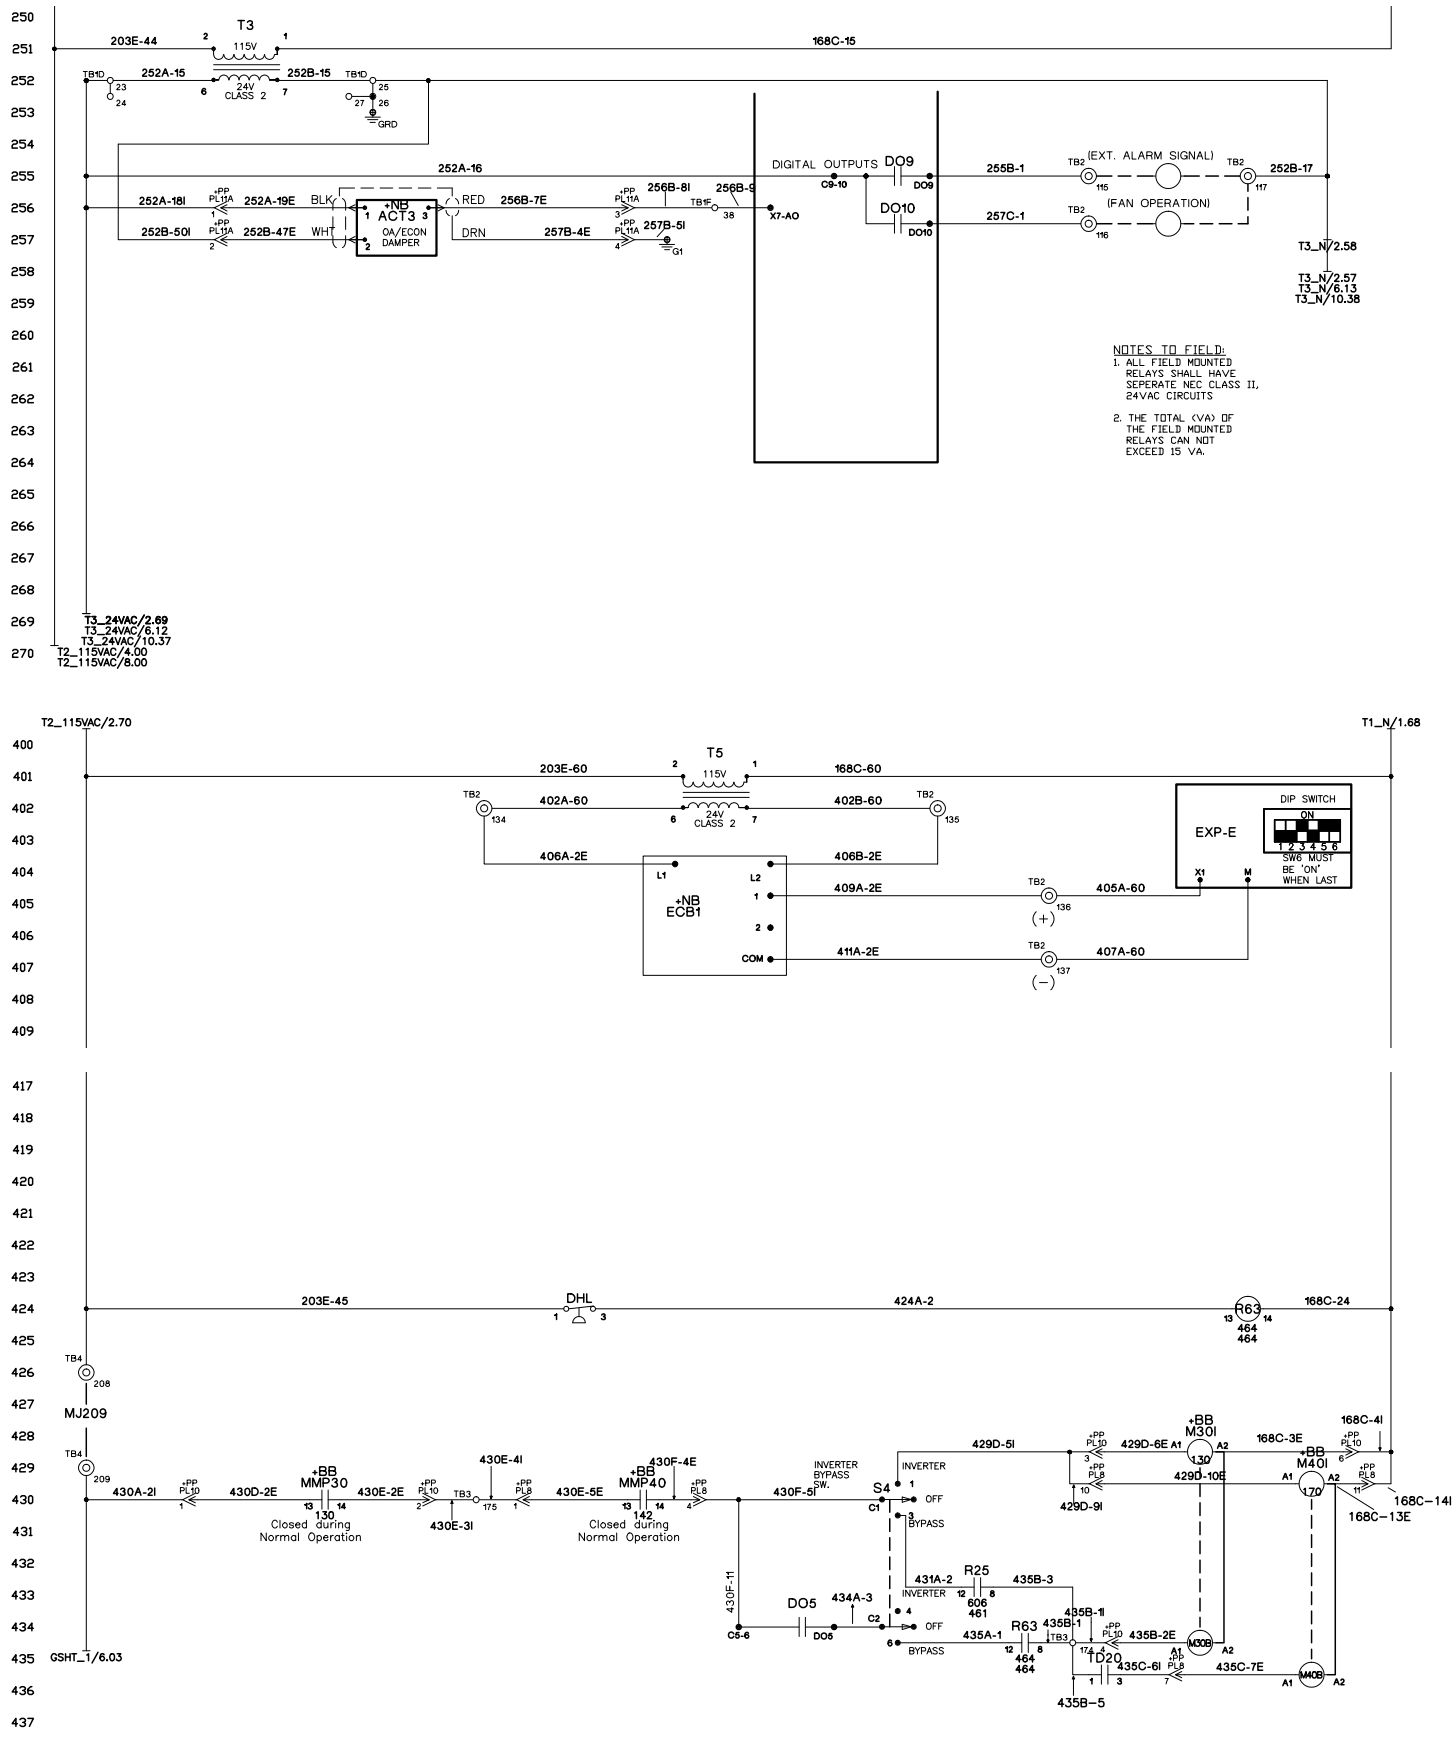 250
T3
2 1
251 203E-44 115V 168C-15
252 TB1D 252A-15 252B-15 TB1D
23 6 24V 7 25
CLASS 2
24 27 26
253
GRD
254
DIGITAL OUTPUTS DO9 (EXT. ALARM SIGNAL)
255 252A-16 255B-1 TB2 TB2 252B-17
C9-10 DO9 115 117
256 252A-18I +PP PL11A 1 252A-19E BLK +NB RED 256B-7E +PP PL11A 3 256B-8I TB1F 256B-9
1 ACT3 3 38 X7-AO DO10 (FAN OPERATION)
OA/ECON DAMPER
257 252B-50I +PP PL11A 2 252B-47E WHT 2 DRN 257B-4E +PP PL11A 4 257B-5I G1
DO10 257C-1 TB2 116
T3_N/2.58
258
T3_N/2.57
T3_N/6.13
T3_N/10.38
259
260
NOTES TO FIELD:
261 1. ALL FIELD MOUNTED
RELAYS SHALL HAVE
SEPERATE NEC CLASS II,
262 24VAC CIRCUITS
263 2. THE TOTAL (VA) OF
THE FIELD MOUNTED
RELAYS CAN NOT
264 EXCEED 15 VA.
265
266
267
268
269 T3_24VAC/2.69
T3_24VAC/6.12
T3_24VAC/10.37
270 T2_115VAC/4.00
T2_115VAC/8.00
T2_115VAC/2.70 T1_N/1.68
400
T5
2 1
401 203E-60 115V 168C-60
402 TB2 402A-60 402B-60 TB2
134 6 24V 7 135
CLASS 2
DIP SWITCH
ON
403 EXP-E
1 2 3 4 5 6
SW6 MUST
BE 'ON'
WHEN LAST
404 406A-2E L1 L2 406B-2E X1 M
405 +NB 1 409A-2E TB2 136 405A-60
ECB1
(+)
406 2
407 COM 411A-2E TB2 137 407A-60
(-)
408
409
417
418
419
420
421
422
423
424 203E-45 DHL 424A-2 R63 168C-24
1 3 13 14
464
464
425
426 TB4
208
427
MJ209
428 +BB M30I 168C-4I
429D-5I +PP PL10 3 429D-6E A1 130 A2 168C-3E +PP PL10 6
429 TB4
209
+BB M40I
+PP PL8 10 429D-10E A1 170 A2 +PP PL8 11
429D-9I
168C-14I
168C-13E
430 430A-2I +PP PL10 1 430D-2E +BB MMP30 13 14 430E-2E +PP PL10 2 TB3 175 430E-4I +PP PL8 1 430E-5E +BB MMP40 13 14 430F-4E +PP PL8 4 430F-5I
130
Closed during
Normal Operation
430E-3I
142
Closed during
Normal Operation
INVERTER
BYPASS
SW.
S4
INVERTER
1
C1 OFF
3
BYPASS
431
432
433 430F-11 431A-2 R25 435B-3
12 8
606
461
INVERTER
4
434 DO5 434A-3 C2 OFF
C5-6 DO5
6 BYPASS
435A-1 R63 435B-1 435B-1I
12 8
464
464
TB3 174 +PP PL10 4 435B-2E M30B A2
A1
435 GSHT_1/6.03
TD20 435C-6I +PP PL8 7 435C-7E M40B
1 3 A1 A2
436
435B-5
437